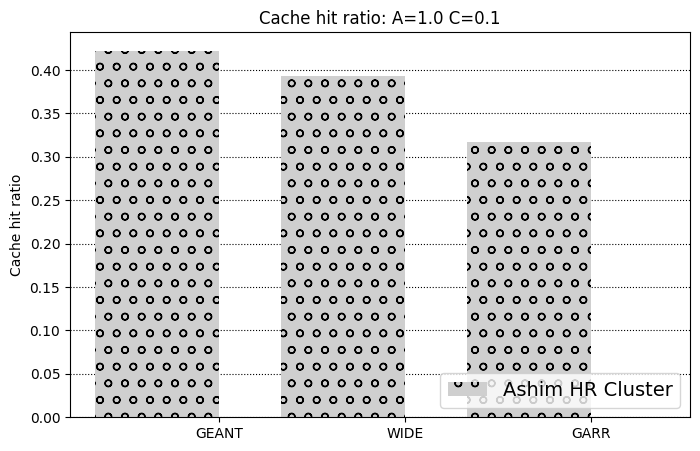 Cache hit ratio: A=1.0 C=0.1
Cache hit ratio
0.40
0.35
0.30
0.25
0.20
0.15
0.10
0.05
0.00
Ashim HR Cluster
GEANT
WIDE
GARR